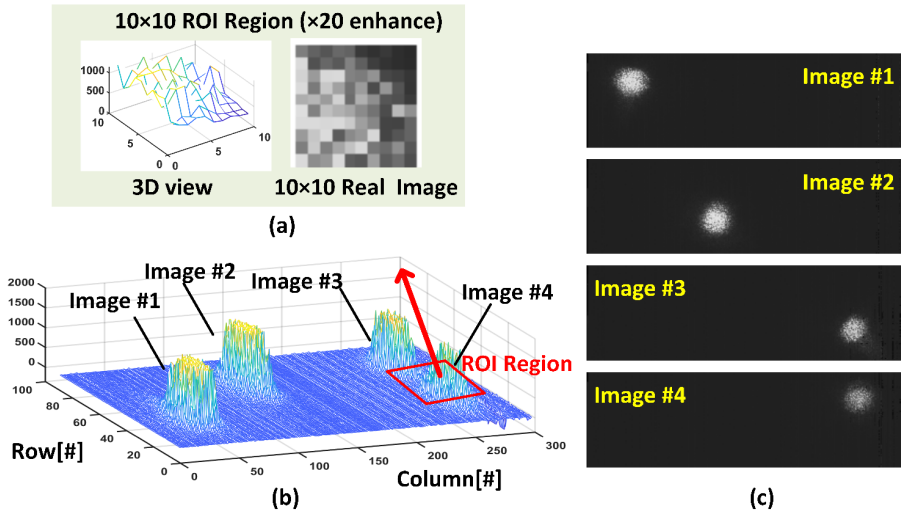 10×10 ROI Region (×20 enhance)
1000
500
0
10
5
0
0
5
10
3D view
10×10 Real Image
(a)
Image #1
Image #2
Image #3
Image #4
ROI Region
2000
1500
1000
500
0
100
80
60
40
20
0
0
50
100
150
200
250
300
Row[#]
Column[#]
(b)
Image #1
Image #2
Image #3
Image #4
(c)